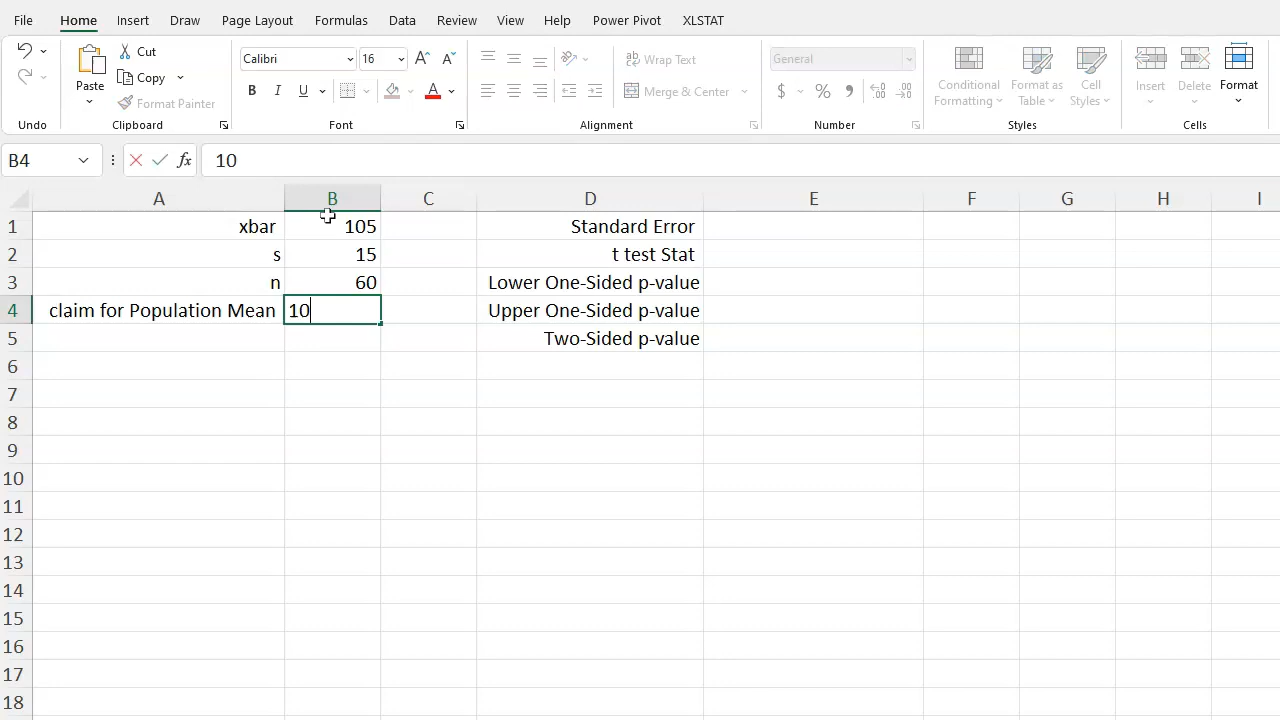 File Home Insert Draw Page Layout Formulas Data Review View Help Power Pivot XLSTAT
Cut
Copy
Format Painter
Paste
Calibri 16
B I U
A
Wrap Text
Merge & Center
General
$ % 9
Conditional Formatting
Format as Table
Cell Styles
Insert Delete Format
Undo Clipboard Font Alignment Number Styles Cells
B4 fx 10
A B C D E F G H I
1 xbar 105 Standard Error
2 s 15 t test Stat
3 n 60 Lower One-Sided p-value
4 claim for Population Mean 10 Upper One-Sided p-value
5 Two-Sided p-value
6
7
8
9
10
11
12
13
14
15
16
17
18